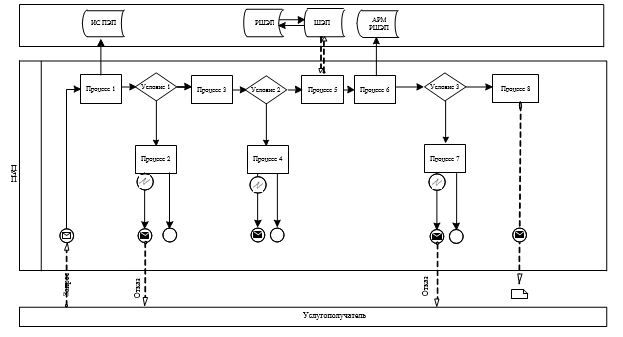 ИС ПЭП
РШЭП
ШЭП
АРМ
РШЭП
Процесс 1
Условие 1
Процесс 3
Условие 2
Процесс 5
Процесс 6
Условие 3
Процесс 8
Процесс 2
Процесс 4
Процесс 7
Запрос
Отказ
Отказ
Услугополучатель